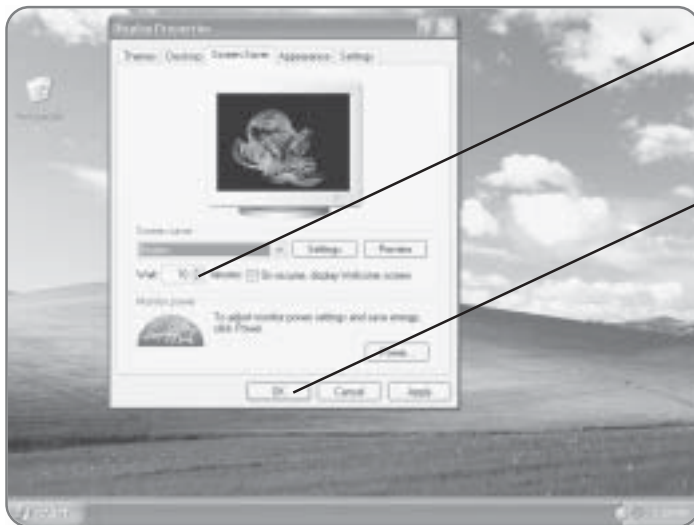 Display Properties
Themes Desktop Screen Saver Appearance Settings
Screen saver
Settings Preview
Wait: 10 minutes On resume, display Welcome screen
Monitor power
To adjust monitor power settings and save energy,
click Power.
Power...
OK Cancel Apply
start